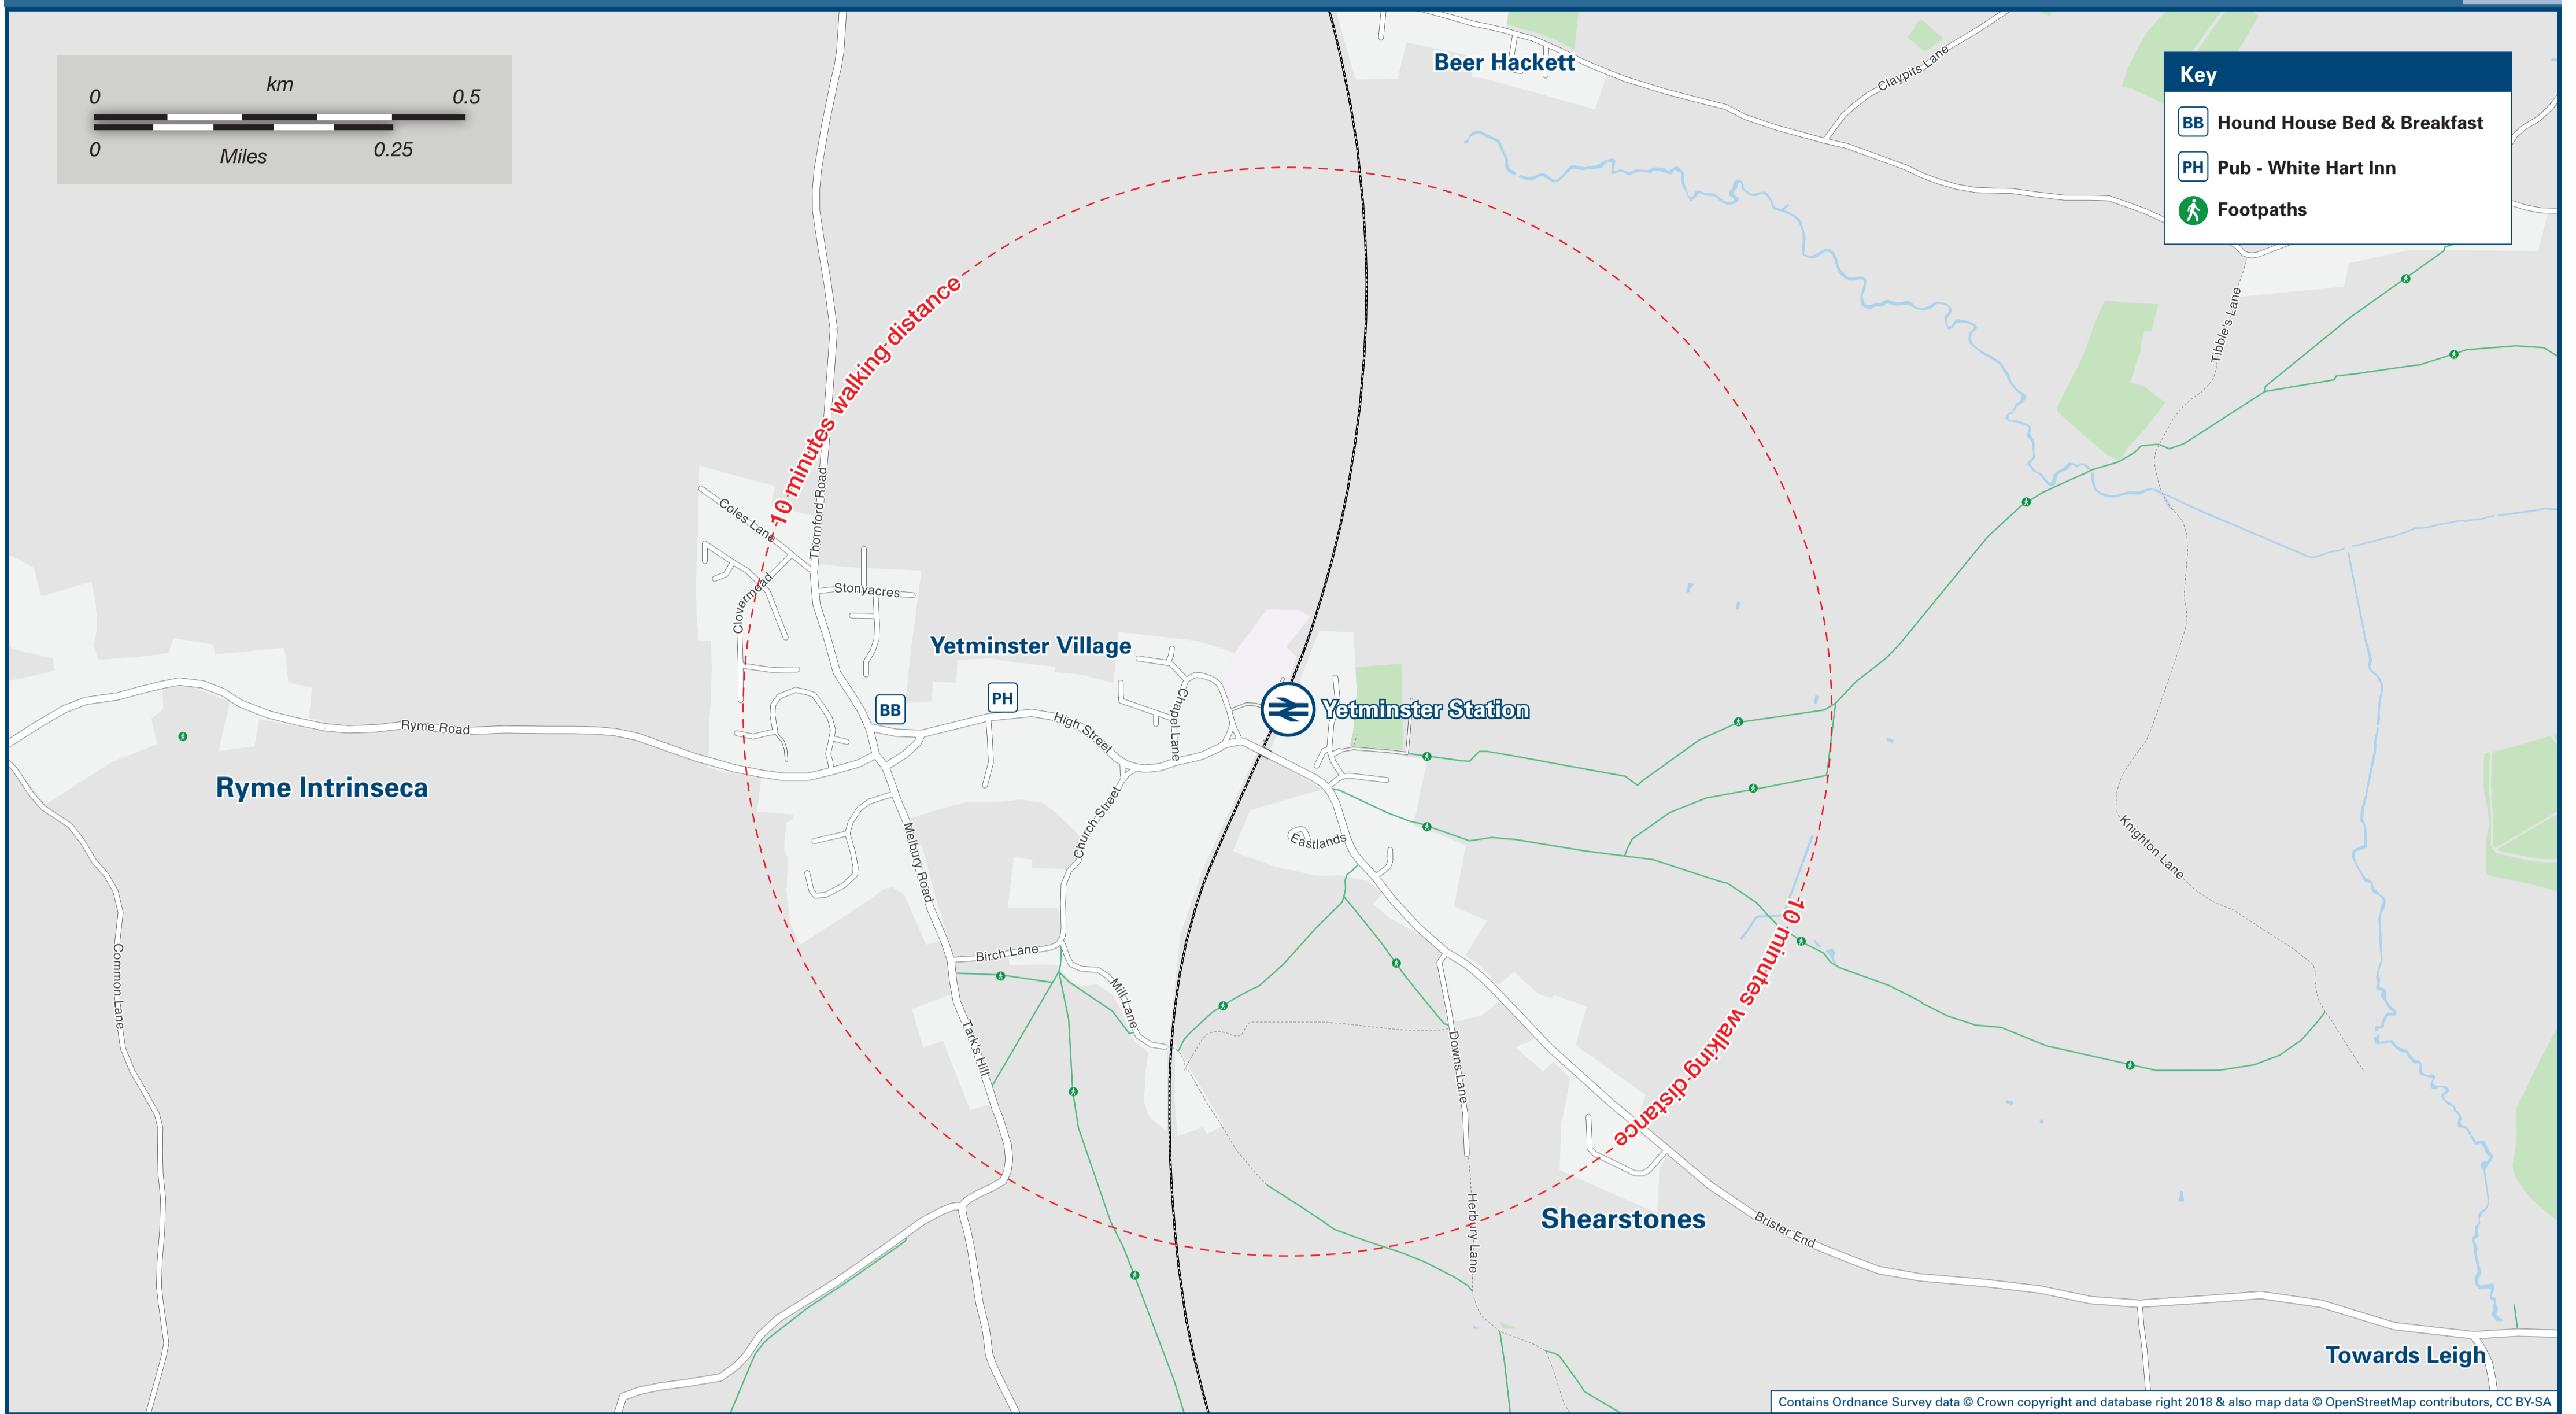 Beer Hackett
Claypits Lane
Key
BB Hound House Bed & Breakfast
PH Pub - White Hart Inn
Footpaths
km
0 0.5
0 Miles 0.25
10 minutes walking distance
Tibble's Lane
Thornford Road
Coles Lane
Clovermead
Stonyacres
Yetminster Village
BB
PH
High Street
Chapel Lane
Yetminster Station
Ryme Road
Ryme Intrinseca
Church Street
Eastlands
Melbury Road
Knighton Lane
Birch Lane
Mill Lane
Common Lane
Tark's Hill
Downs Lane
10 minutes walking distance
Herbury Lane
Shearstones
Brister End
Towards Leigh
Contains Ordnance Survey data © Crown copyright and database right 2018 & also map data © OpenStreetMap contributors, CC BY-SA